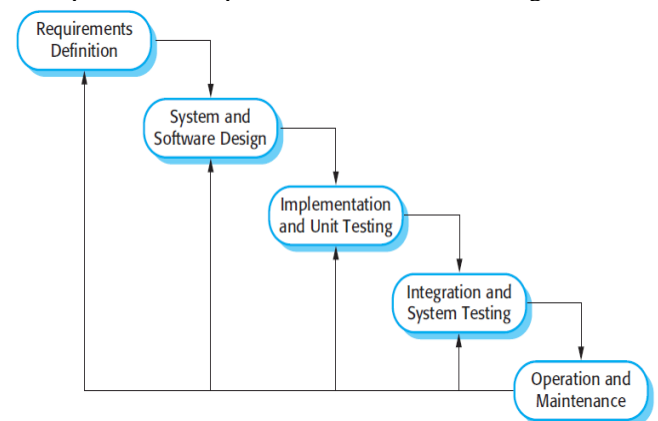 Requirements
Definition
System and
Software Design
Implementation
and Unit Testing
Integration and
System Testing
Operation and
Maintenance